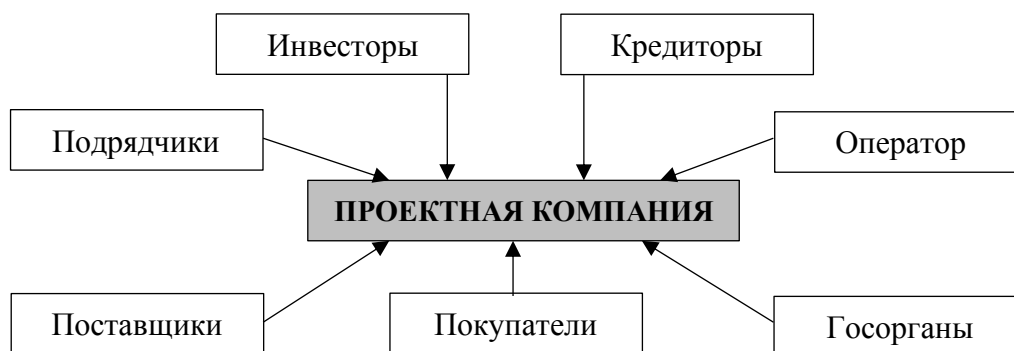 Инвесторы
Кредиторы
Подрядчики
Оператор
ПРОЕКТНАЯ КОМПАНИЯ
Поставщики
Покупатели
Госорганы